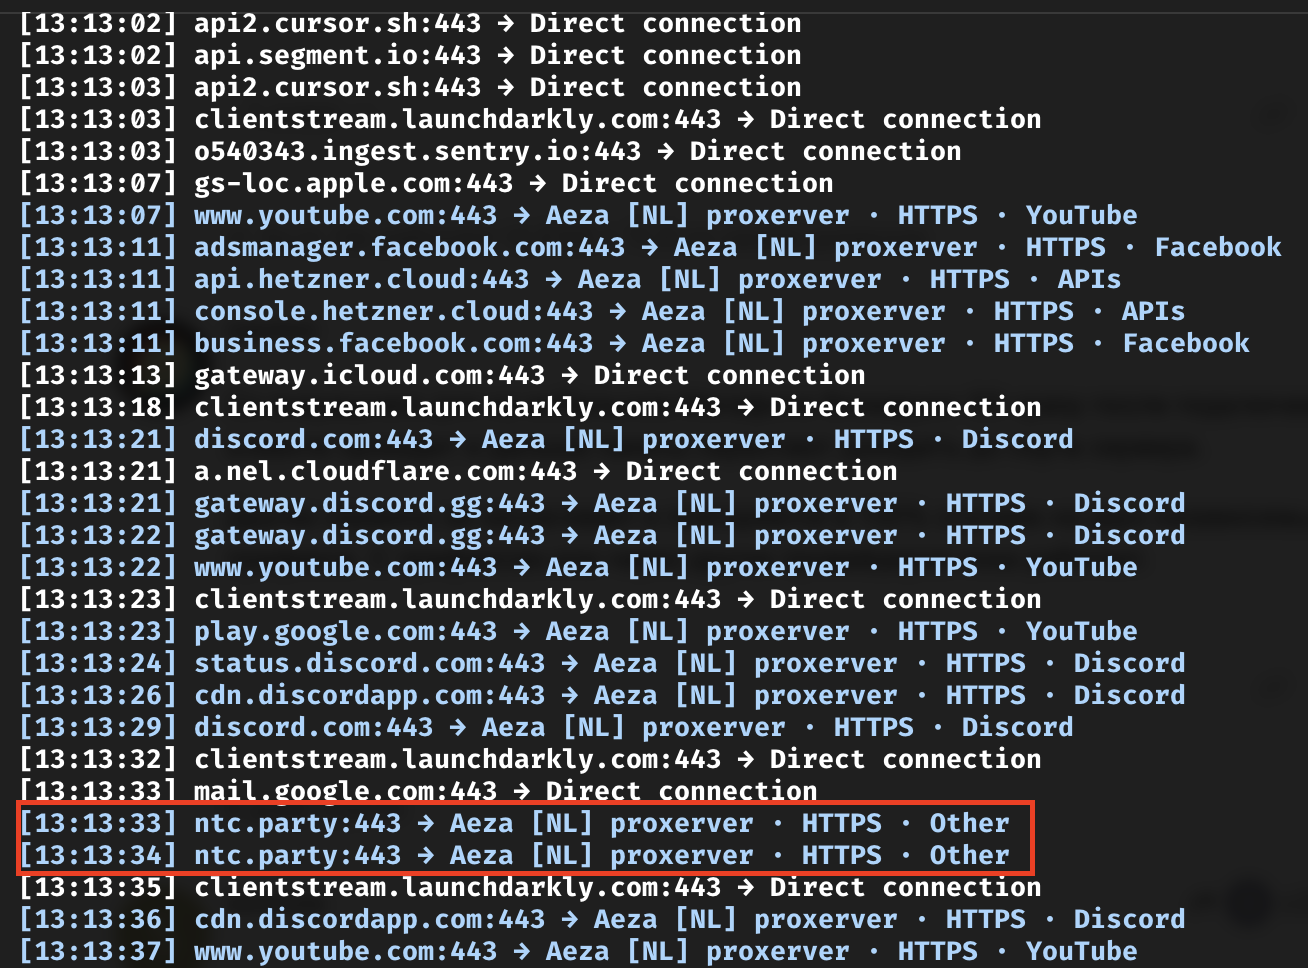 [13:13:02] api2.cursor.sh:443 → Direct connection
[13:13:02] api.segment.io:443 → Direct connection
[13:13:03] api2.cursor.sh:443 → Direct connection
[13:13:03] clientstream.launchdarkly.com:443 → Direct connection
[13:13:03] o540343.ingest.sentry.io:443 → Direct connection
[13:13:07] gs-loc.apple.com:443 → Direct connection
[13:13:07] www.youtube.com:443 → Aeza [NL] proxerver · HTTPS · YouTube
[13:13:11] adsmanager.facebook.com:443 → Aeza [NL] proxerver · HTTPS · Facebook
[13:13:11] api.hetzner.cloud:443 → Aeza [NL] proxerver · HTTPS · APIs
[13:13:11] console.hetzner.cloud:443 → Aeza [NL] proxerver · HTTPS · APIs
[13:13:11] business.facebook.com:443 → Aeza [NL] proxerver · HTTPS · Facebook
[13:13:13] gateway.icloud.com:443 → Direct connection
[13:13:18] clientstream.launchdarkly.com:443 → Direct connection
[13:13:21] discord.com:443 → Aeza [NL] proxerver · HTTPS · Discord
[13:13:21] a.nel.cloudflare.com:443 → Direct connection
[13:13:21] gateway.discord.gg:443 → Aeza [NL] proxerver · HTTPS · Discord
[13:13:22] gateway.discord.gg:443 → Aeza [NL] proxerver · HTTPS · Discord
[13:13:22] www.youtube.com:443 → Aeza [NL] proxerver · HTTPS · YouTube
[13:13:23] clientstream.launchdarkly.com:443 → Direct connection
[13:13:23] play.google.com:443 → Aeza [NL] proxerver · HTTPS · YouTube
[13:13:24] status.discord.com:443 → Aeza [NL] proxerver · HTTPS · Discord
[13:13:26] cdn.discordapp.com:443 → Aeza [NL] proxerver · HTTPS · Discord
[13:13:29] discord.com:443 → Aeza [NL] proxerver · HTTPS · Discord
[13:13:32] clientstream.launchdarkly.com:443 → Direct connection
[13:13:33] mail.google.com:443 → Direct connection
[13:13:33] ntc.party:443 → Aeza [NL] proxerver · HTTPS · Other
[13:13:34] ntc.party:443 → Aeza [NL] proxerver · HTTPS · Other
[13:13:35] clientstream.launchdarkly.com:443 → Direct connection
[13:13:36] cdn.discordapp.com:443 → Aeza [NL] proxerver · HTTPS · Discord
[13:13:37] www.youtube.com:443 → Aeza [NL] proxerver · HTTPS · YouTube